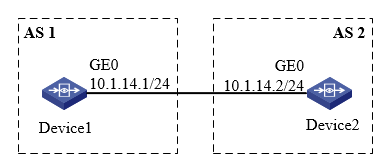 AS 1
AS 2
GE0
GE0
10.1.14.1/24
10.1.14.2/24
Device1
Device2